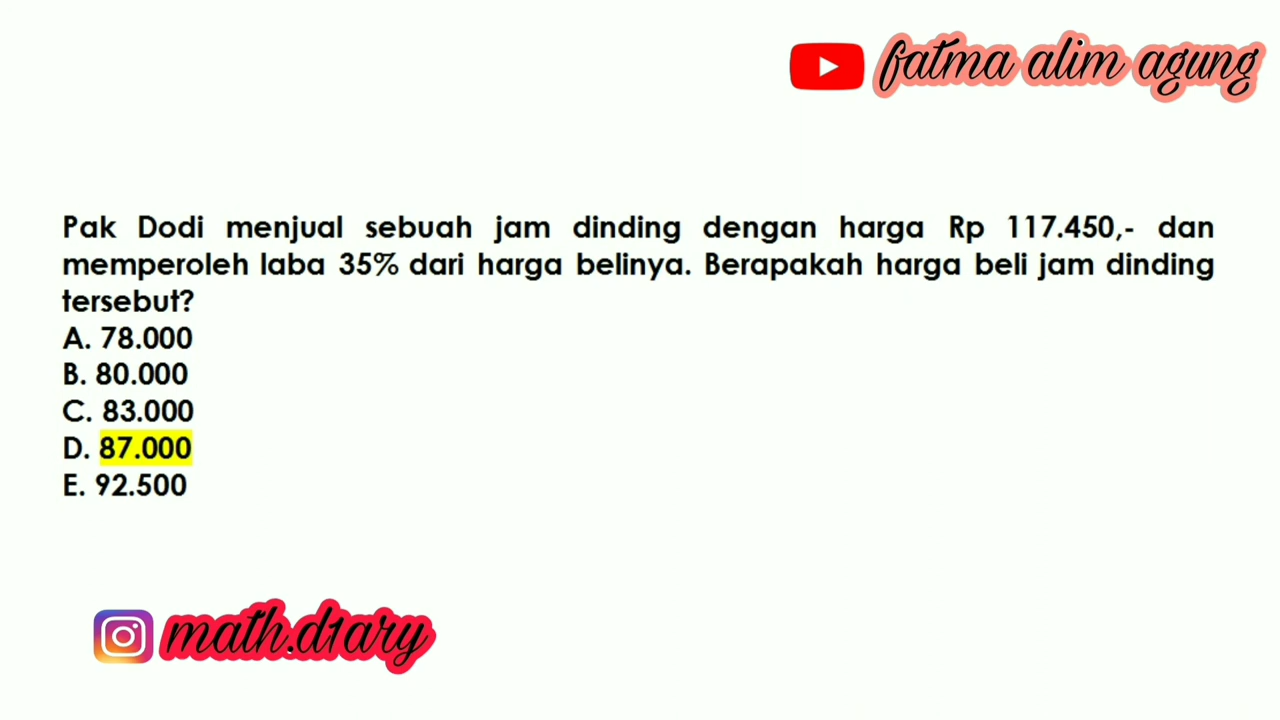 fatma alim agung
Pak Dodi menjual sebuah jam dinding dengan harga Rp 117.450,- dan
memperoleh laba 35% dari harga belinya. Berapakah harga beli jam dinding
tersebut?
A. 78.000
B. 80.000
C. 83.000
D. 87.000
E. 92.500
math.d1ary